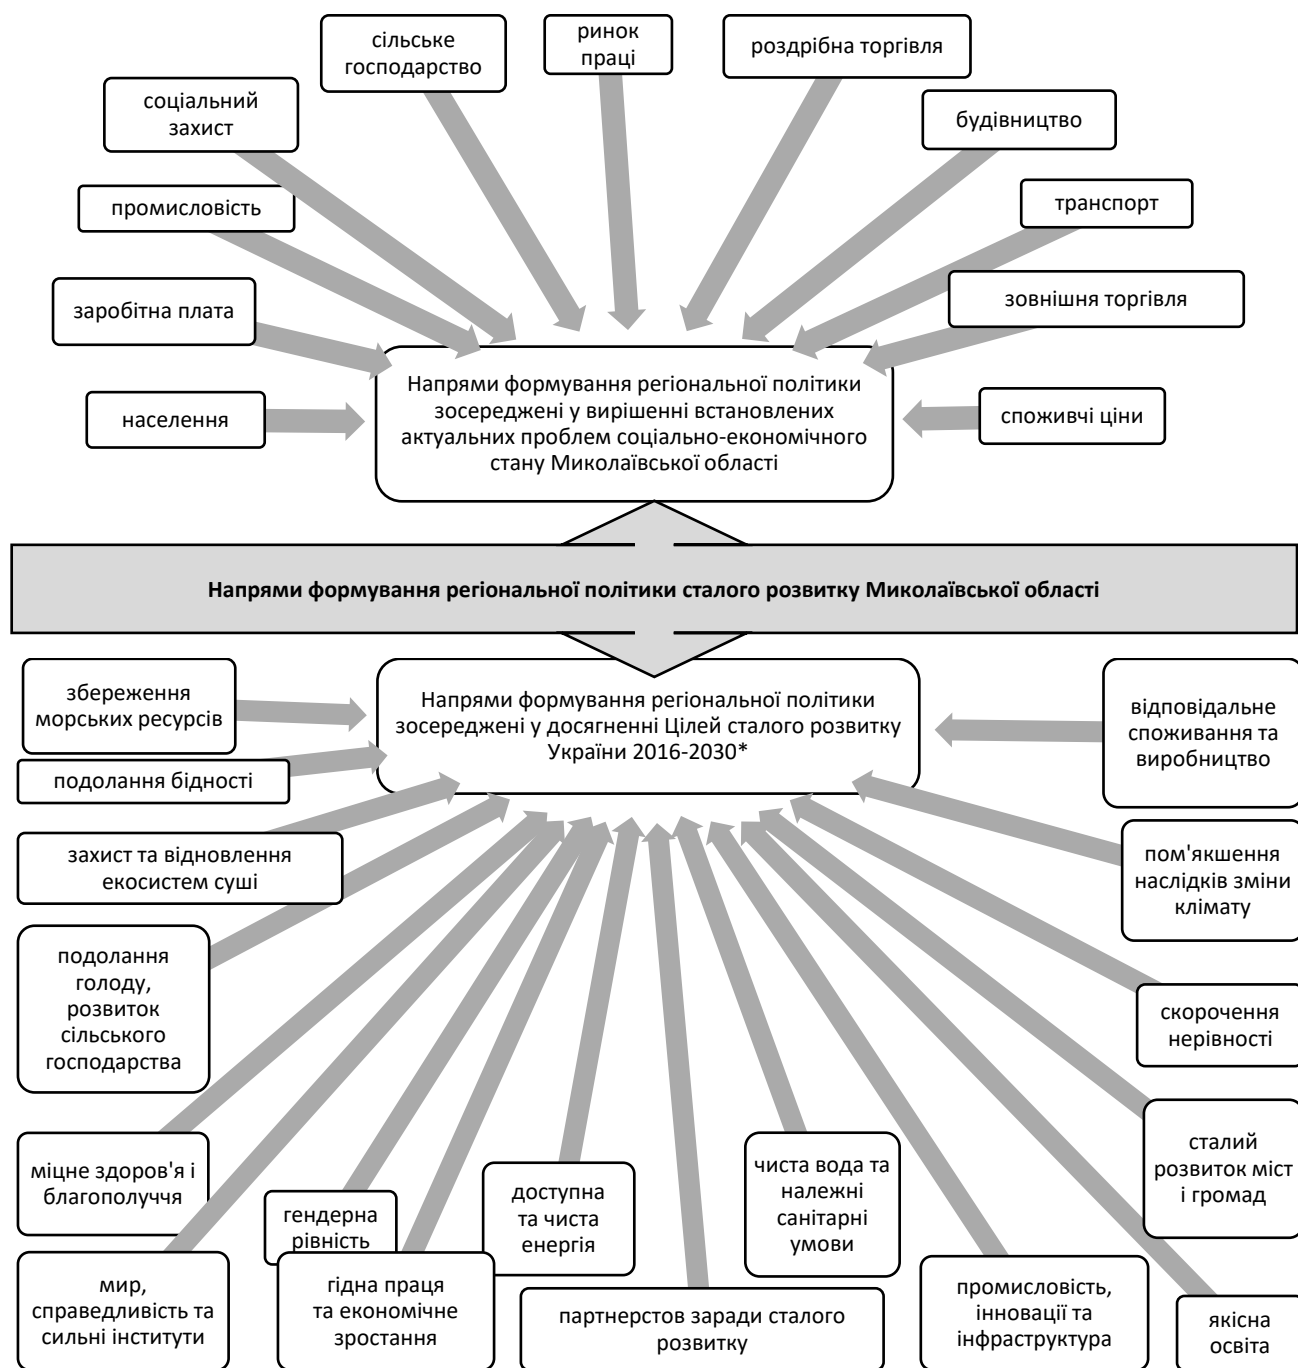 сільське
господарство
ринок
праці
роздрібна торгівля
соціальний
захист
будівництво
промисловість
транспорт
заробітна плата
зовнішня торгівля
населення
Напрями формування регіональної політики
зосереджені у вирішенні встановлених
актуальних проблем соціально-економічного
стану Миколаївської області
споживчі ціни
Напрями формування регіональної політики сталого розвитку Миколаївської області
збереження
морських ресурсів
Напрями формування регіональної політики
зосереджені у досягненні Цілей сталого розвитку
України 2016-2030*
відповідальне
споживання та
виробництво
подолання бідності
захист та відновлення
екосистем суші
пом'якшення
наслідків зміни
клімату
подолання
голоду,
розвиток
сільського
господарства
скорочення
нерівності
міцне здоров'я і
благополуччя
гендерна
рівність
доступна
та чиста
енергія
чиста вода та
належні
санітарні
умови
сталий
розвиток міст
і громад
мир,
справедливість та
сильні інститути
гідна праця
та економічне
зростання
партнерстов заради сталого
розвитку
промисловість,
інновації та
інфраструктура
якісна
освіта